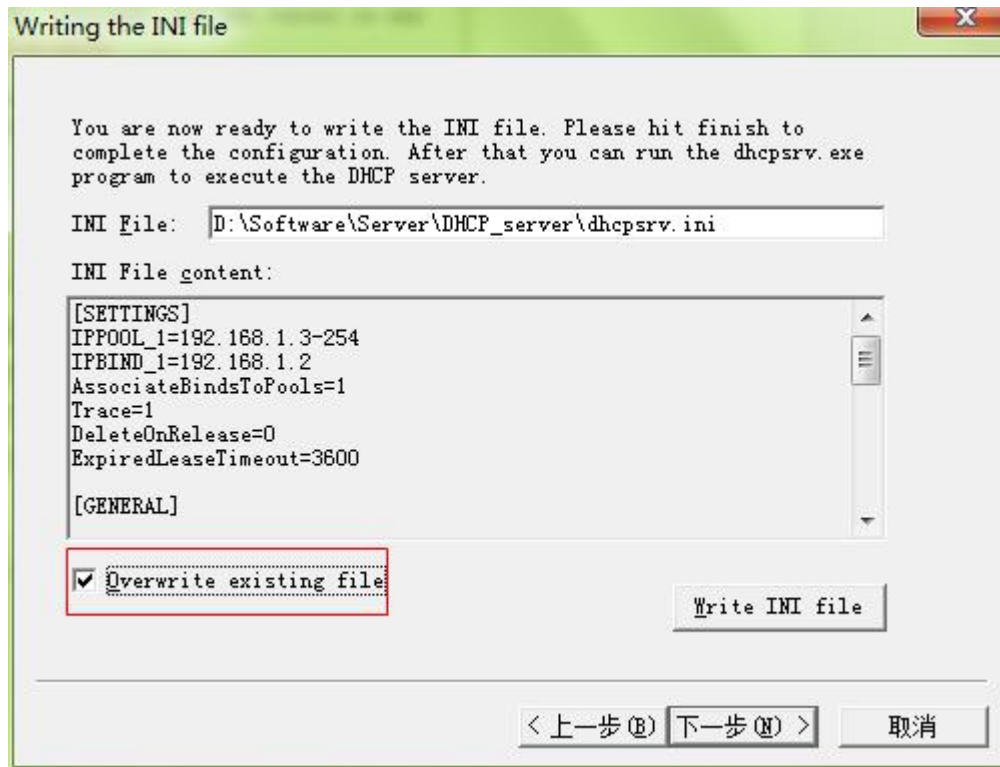 Writing the INI file
You are now ready to write the INI file. Please hit finish to
complete the configuration. After that you can run the dhcpsrv.exe
program to execute the DHCP server.
INI File: D:\Software\Server\DHCP_server\dhcpsrv.ini
INI File content:
[SETTINGS]
IPPOOL_1=192.168.1.3-254
IPBIND_1=192.168.1.2
AssociateBindsToPools=1
Trace=1
DeleteOnRelease=0
ExpiredLeaseTimeout=3600
[GENERAL]
Overwrite existing file
Write INI file
< 上一步(B) 下一步(N) > 取消